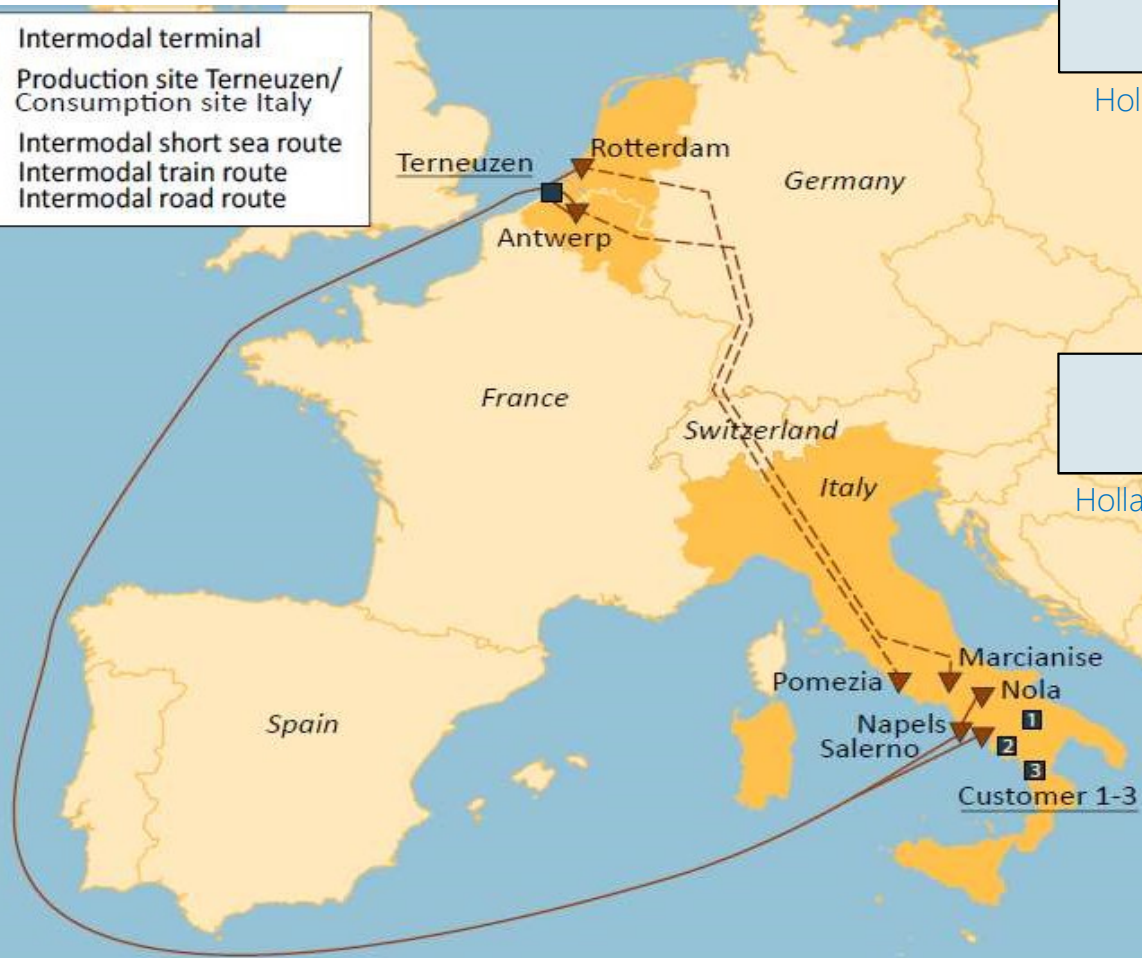 Intermodal terminal
Production site Terneuzen/
Consumption site Italy
Intermodal short sea route
Intermodal train route
Intermodal road route
Hol
Terneuzen
Rotterdam
Germany
Antwerp
France
Switzerland
Holla
Italy
Marcianise
Pomezia
Nola
Spain
Napels
1
Salerno
2
3
Customer 1-3